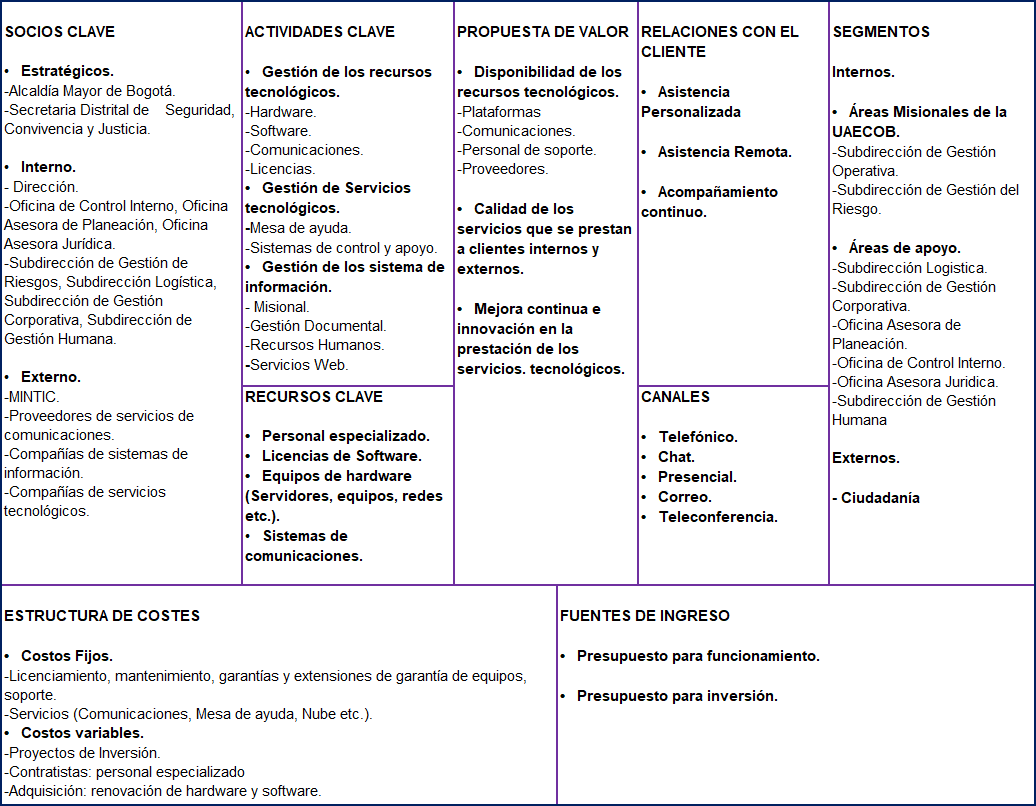 SOCIOS CLAVE
• Estratégicos.
-Alcaldía Mayor de Bogotá.
-Secretaria Distrital de Seguridad,
Convivencia y Justicia.
• Interno.
- Dirección.
-Oficina de Control Interno, Oficina
Asesora de Planeación, Oficina
Asesora Jurídica.
-Subdirección de Gestión de
Riesgos, Subdirección Logística,
Subdirección de Gestión
Corporativa, Subdirección de
Gestión Humana.
• Externo.
-MINTIC.
-Proveedores de servicios de
comunicaciones.
-Compañías de sistemas de
información.
-Compañías de servicios
tecnológicos.
ACTIVIDADES CLAVE
• Gestión de los recursos
tecnológicos.
-Hardware.
-Software.
-Comunicaciones.
-Licencias.
• Gestión de Servicios
tecnológicos.
-Mesa de ayuda.
-Sistemas de control y apoyo.
• Gestión de los sistema de
información.
- Misional.
-Gestión Documental.
-Recursos Humanos.
-Servicios Web.
RECURSOS CLAVE
• Personal especializado.
• Licencias de Software.
• Equipos de hardware
(Servidores, equipos, redes
etc.).
• Sistemas de
comunicaciones.
PROPUESTA DE VALOR
• Disponibilidad de los
recursos tecnológicos.
-Plataformas
-Comunicaciones.
-Personal de soporte.
-Proveedores.
• Calidad de los
servicios que se prestan
a clientes internos y
externos.
• Mejora continua e
innovación en la
prestación de los
servicios. tecnológicos.
RELACIONES CON EL
CLIENTE
• Asistencia
Personalizada
• Asistencia Remota.
• Acompañamiento
continuo.
CANALES
• Telefónico.
• Chat.
• Presencial.
• Correo.
• Teleconferencia.
SEGMENTOS
Internos.
• Áreas Misionales de la
UAECOB.
-Subdirección de Gestión
Operativa.
-Subdirección de Gestión del
Riesgo.
• Áreas de apoyo.
-Subdirección Logistica.
-Subdirección de Gestión
Corporativa.
-Oficina Asesora de
Planeación.
-Oficina de Control Interno.
-Oficina Asesora Juridica.
-Subdirección de Gestión
Humana
Externos.
- Ciudadanía
ESTRUCTURA DE COSTES
• Costos Fijos.
-Licenciamiento, mantenimiento, garantías y extensiones de garantía de equipos,
soporte.
-Servicios (Comunicaciones, Mesa de ayuda, Nube etc.).
• Costos variables.
-Proyectos de Inversión.
-Contratistas: personal especializado
-Adquisición: renovación de hardware y software.
FUENTES DE INGRESO
• Presupuesto para funcionamiento.
• Presupuesto para inversión.